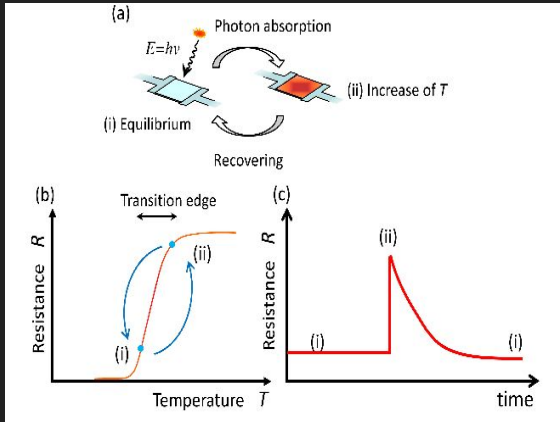 (a)
Photon absorption
E=hν
(ii) Increase of T
(i) Equilibrium
Recovering
(b)
Transition edge
Resistance R
(ii)
(i)
Temperature T
(c)
Resistance R
(ii)
(i)
(i)
time